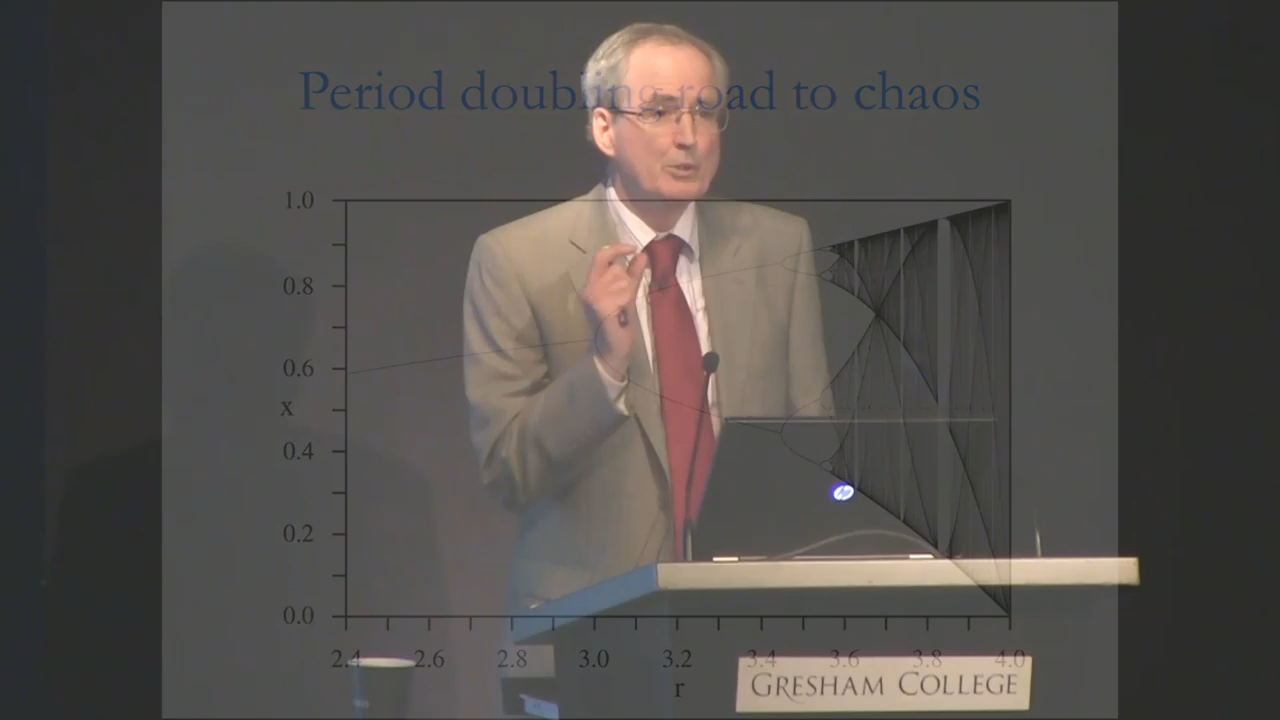 Period doubling road to chaos
1.0
0.8
0.6
x
0.4
0.2
0.0
2.4 2.6 2.8 3.0 3.2 3.4 3.6 3.8 4.0
r
hp
GRESHAM COLLEGE